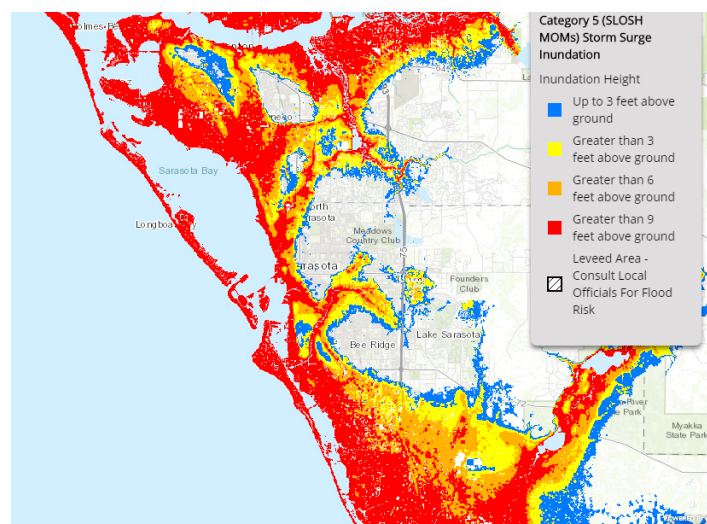 Category 5 (SLOSH
MOMs) Storm Surge
Inundation
Inundation Height
Up to 3 feet above
ground
Greater than 3
feet above ground
Greater than 6
feet above ground
Greater than 9
feet above ground
Leveed Area -
Consult Local
Officials For Flood
Risk
Sarasota Bay
Longboa
Meadows
Country Club
75
Founders
Club
Lake Sarasota
Bee Ridge
72
Myakka
State Park